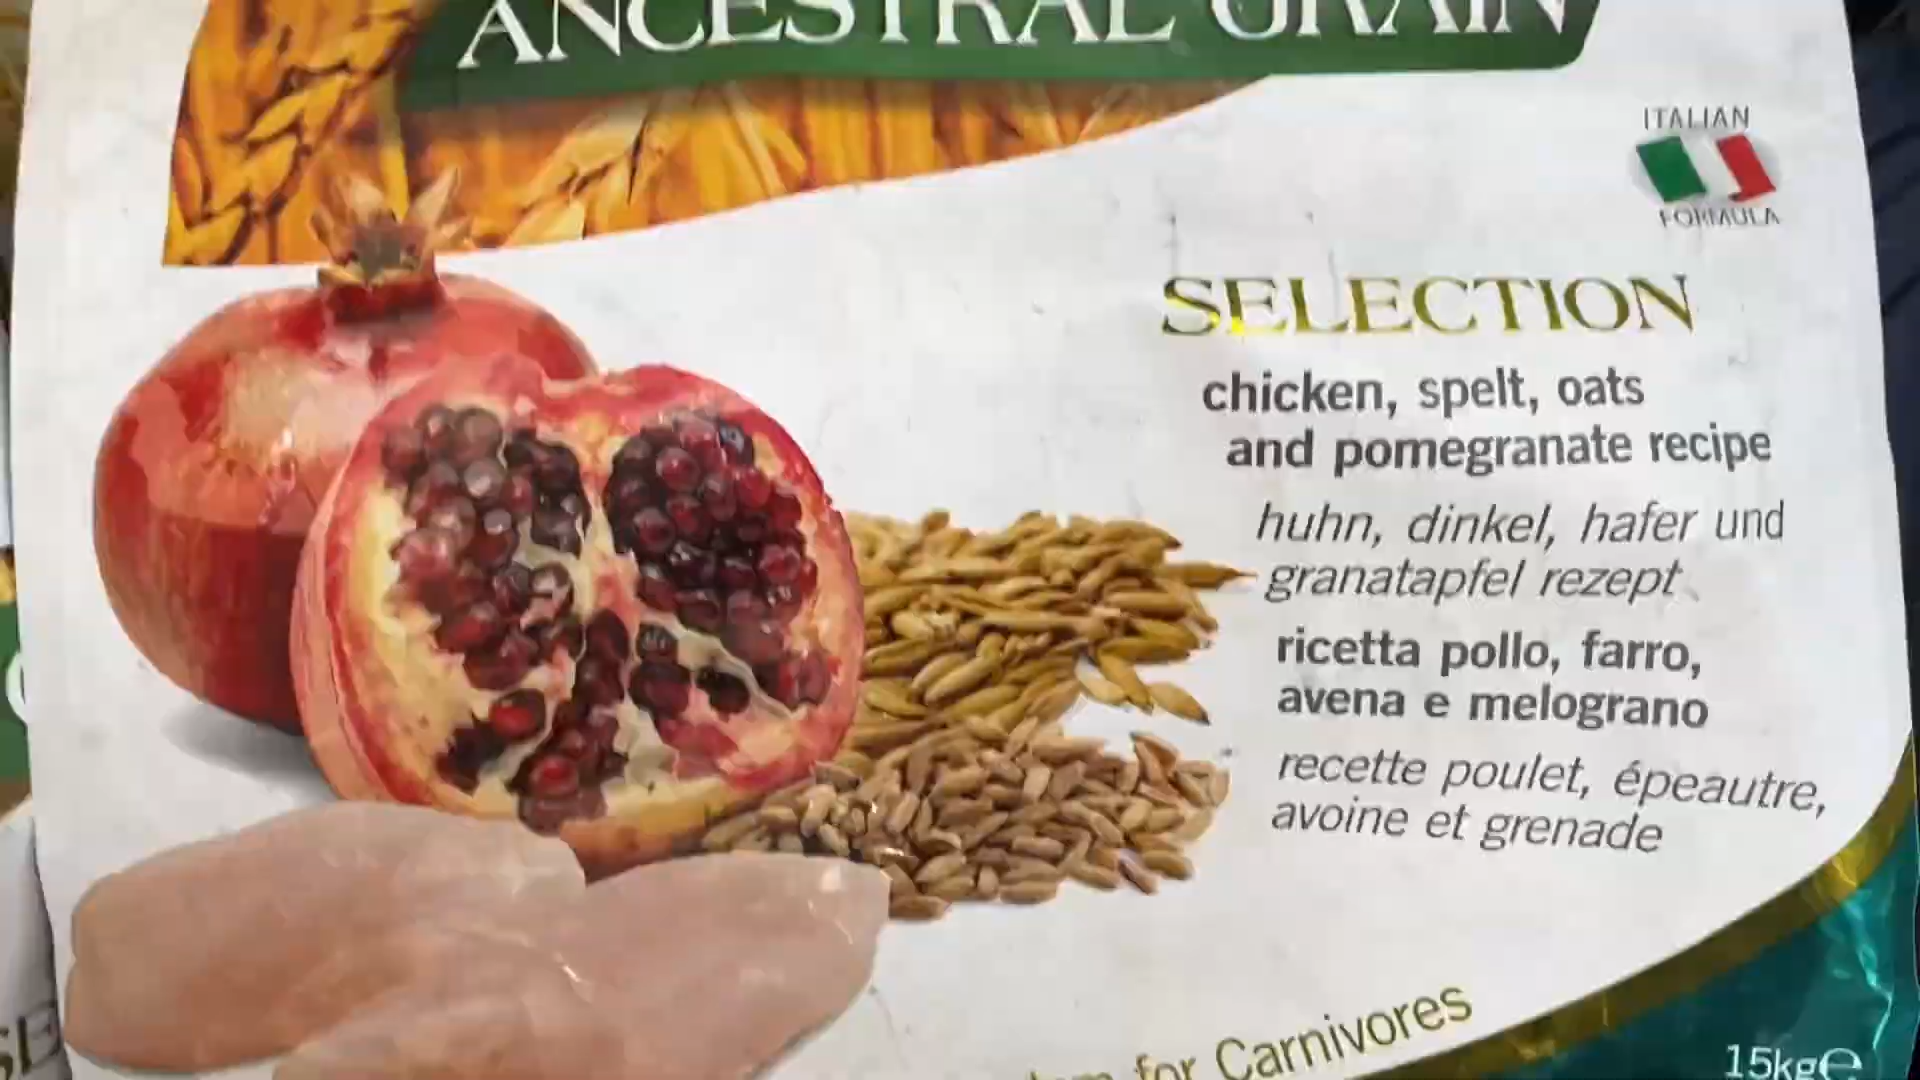 ANCESTRAL GRAIN
ITALIAN
FORMULA
SELECTION
chicken, spelt, oats
and pomegranate recipe
huhn, dinkel, hafer und
granatapfel rezept
ricetta pollo, farro,
avena e melograno
recette poulet, épeautre,
avoine et grenade
for Carnivores
15kg℮